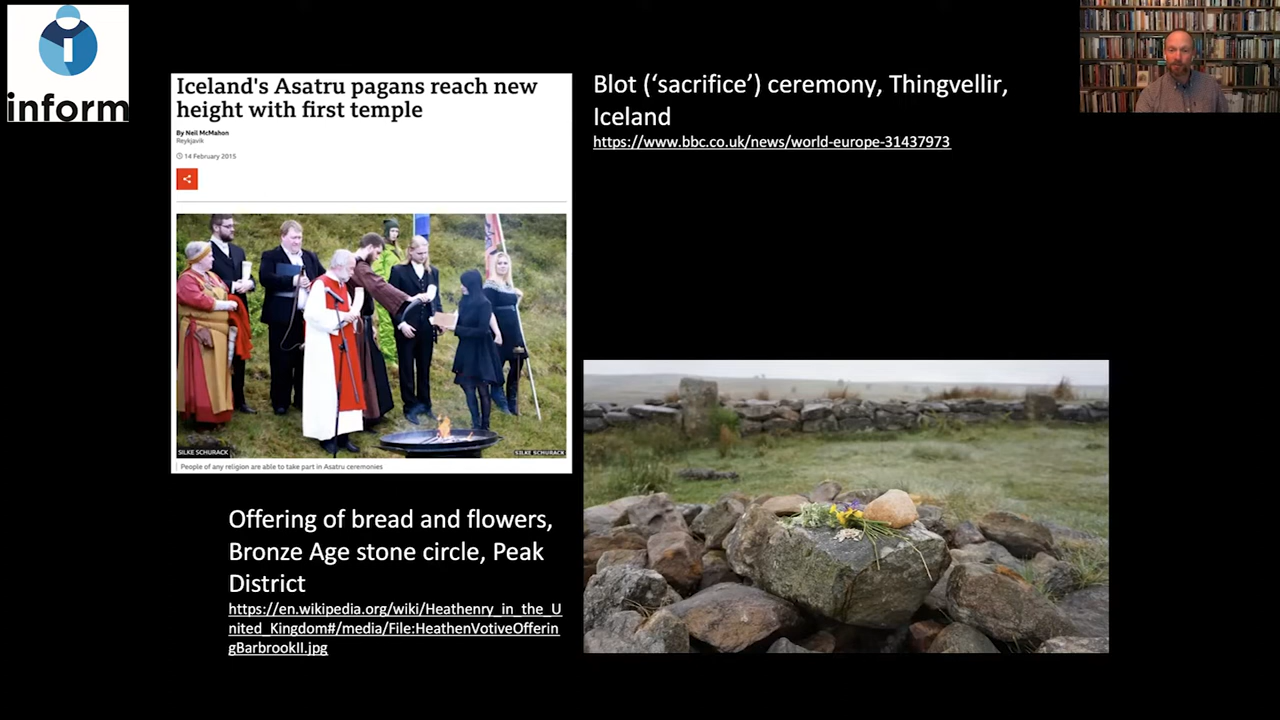 inform
Iceland's Asatru pagans reach new
height with first temple
By Neil McMahon
Reykjavik
14 February 2015
SILKE SCHURACK
SILKE SCHURACK
People of any religion are able to take part in Asatru ceremonies
Blot (‘sacrifice’) ceremony, Thingvellir,
Iceland
https://www.bbc.co.uk/news/world-europe-31437973
Offering of bread and flowers,
Bronze Age stone circle, Peak
District
https://en.wikipedia.org/wiki/Heathenry_in_the_U
nited_Kingdom#/media/File:HeathenVotiveOfferin
gBarbrookII.jpg